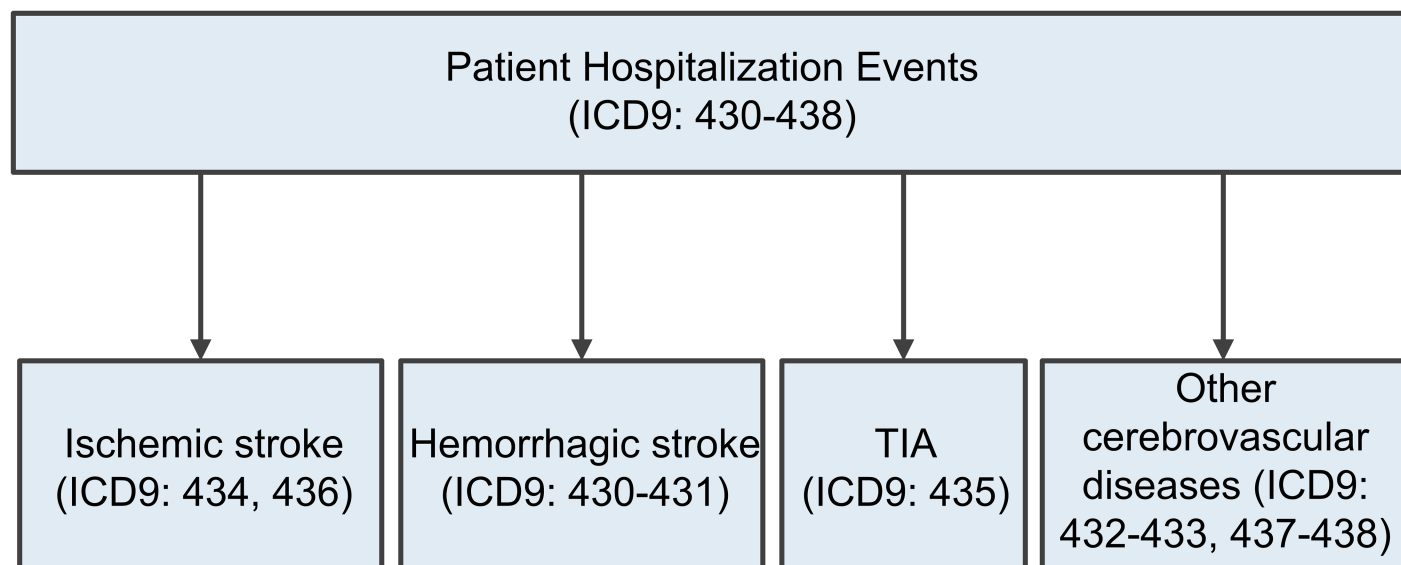 Patient Hospitalization Events
(ICD9: 430-438)
Ischemic stroke
(ICD9: 434, 436)
Hemorrhagic stroke
(ICD9: 430-431)
TIA
(ICD9: 435)
Other
cerebrovascular
diseases (ICD9:
432-433, 437-438)